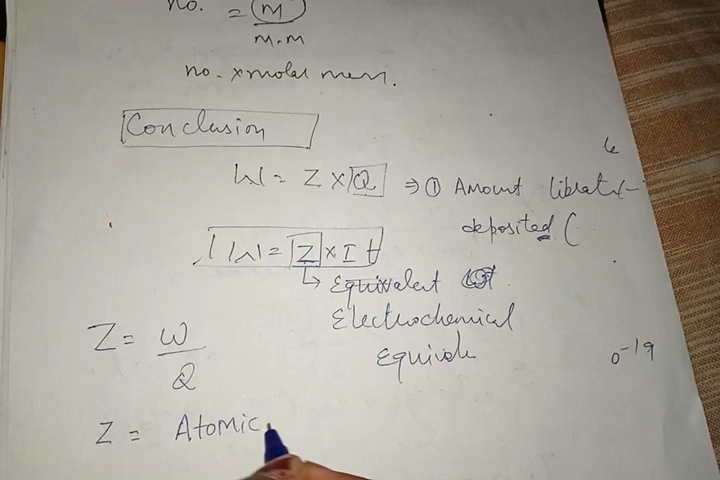 no. = m
M.M
no. x molar mass.
Conclusion
W = Z x Q ⇒ ① Amount
deposited (
W = Z x I t
↳ Equivalent
Electrochemical
Z = W
Q
Z = Atomic